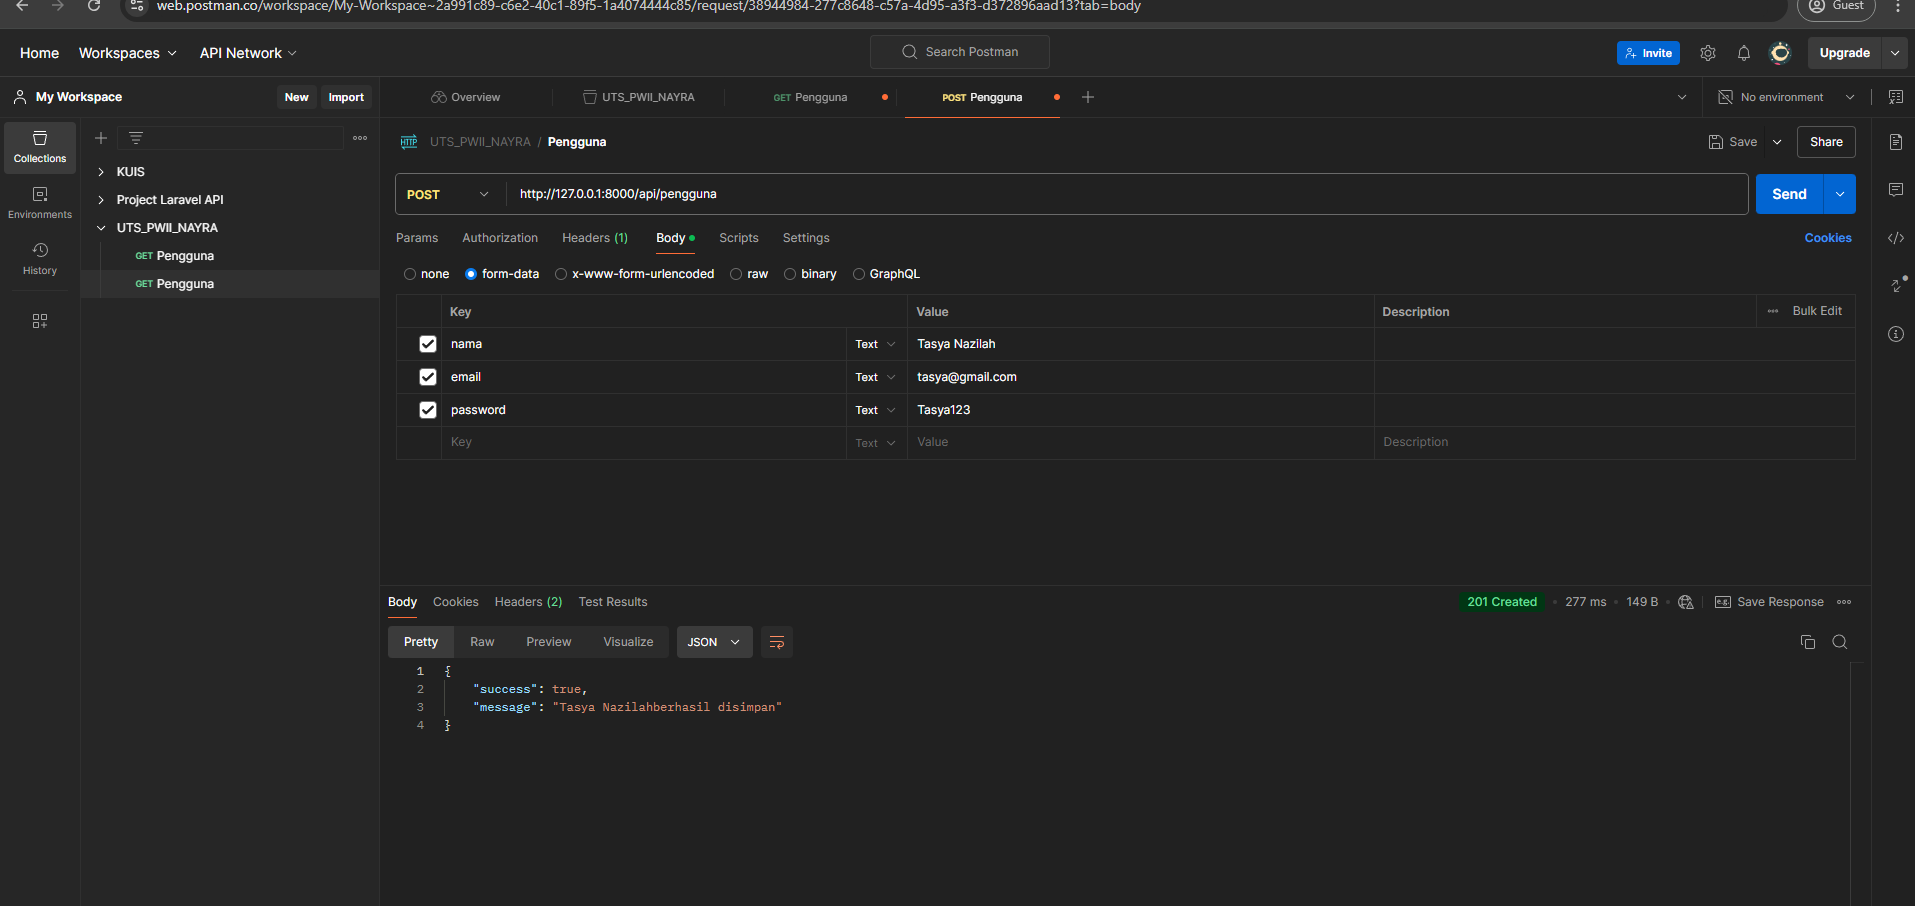 web.postman.co/workspace/My-Workspace~2a991c89-c6e2-40c1-89f5-1a4074444c85/request/38944984-277c8648-c57a-4d95-a3f3-d372896aad13?tab=body
Guest
Home Workspaces API Network Search Postman Invite Upgrade
My Workspace New Import
Overview UTS_PWII_NAYRA GET Pengguna POST Pengguna No environment
Collections
Environments
History
KUIS
Project Laravel API
UTS_PWII_NAYRA
GET Pengguna
GET Pengguna
HTTP UTS_PWII_NAYRA / Pengguna Save Share
POST http://127.0.0.1:8000/api/pengguna Send
Params Authorization Headers (1) Body Scripts Settings Cookies
none form-data x-www-form-urlencoded raw binary GraphQL
Key Value Description Bulk Edit
nama Text Tasya Nazilah
email Text tasya@gmail.com
password Text Tasya123
Key Text Value Description
Body Cookies Headers (2) Test Results 201 Created 277 ms 149 B e.g. Save Response
Pretty Raw Preview Visualize JSON
1 {
2 "success": true,
3 "message": "Tasya Nazilahberhasil disimpan"
4 }